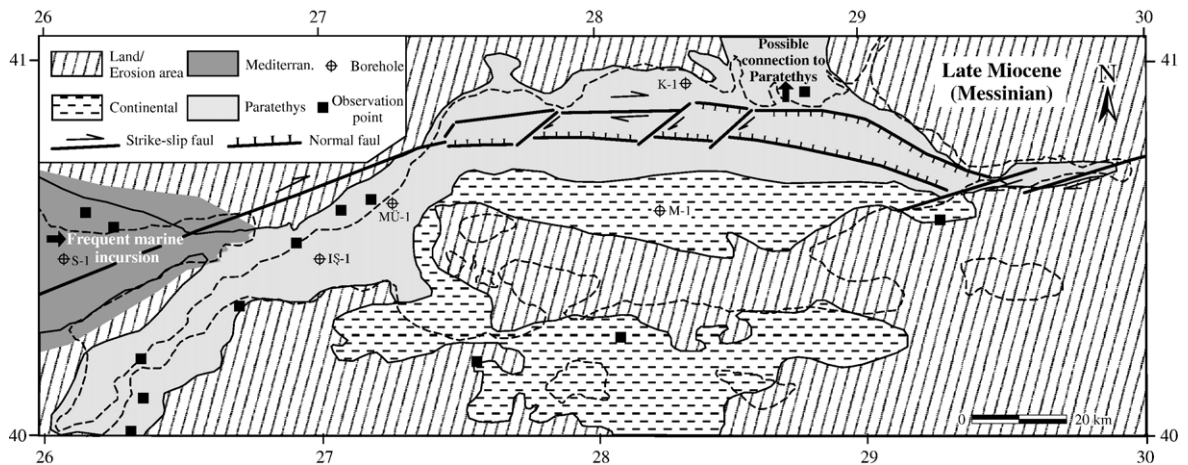 26 27 28 29 30
41 41
Land/
Erosion area
Mediterran.
Borehole
Continental
Paratethys
Observation
point
Strike-slip faul
Normal faul
Possible
connection to
Paratethys
Late Miocene
(Messinian)
N
K-1
MÜ-1
M-1
Frequent marine
incursion
S-1
IŞ-1
0 20 km
40 40
26 27 28 29 30